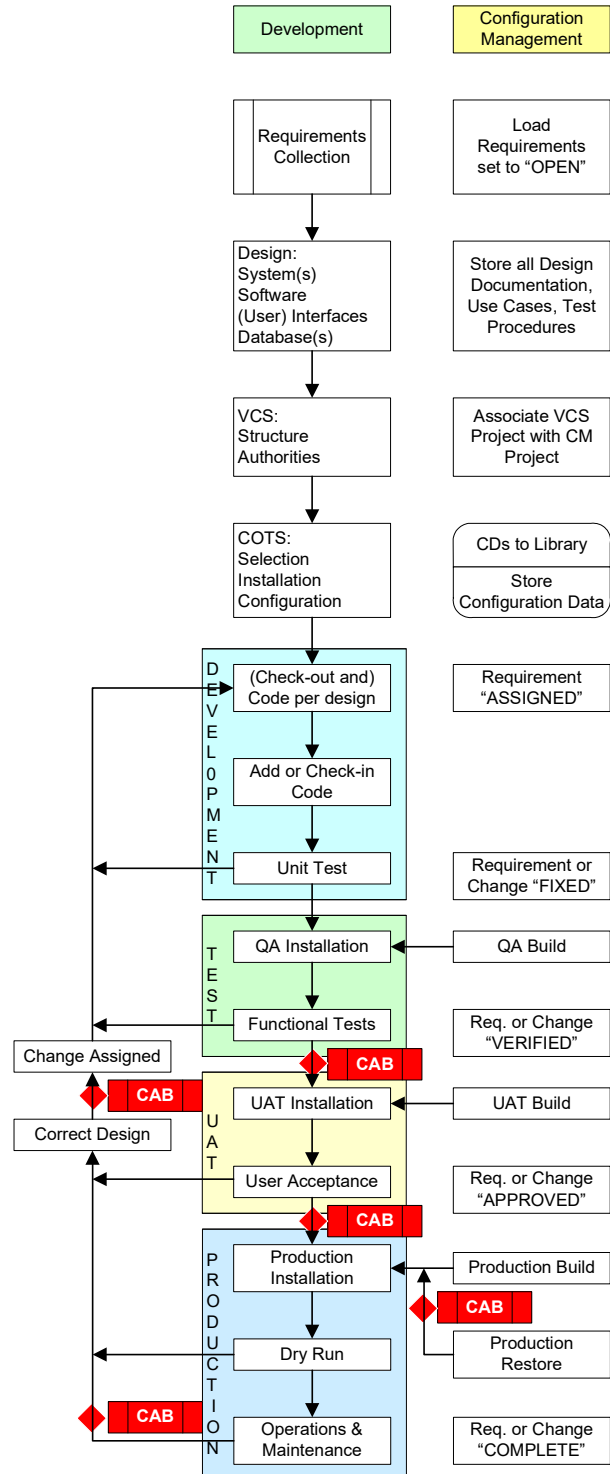 Development
Configuration
Management
Requirements
Collection
Load
Requirements
set to “OPEN”
Design:
System(s)
Software
(User) Interfaces
Database(s)
Store all Design
Documentation,
Use Cases, Test
Procedures
VCS:
Structure
Authorities
Associate VCS
Project with CM
Project
COTS:
Selection
Installation
Configuration
CDs to Library
Store
Configuration Data
DEVEL0PMENT
(Check-out and)
Code per design
Requirement
“ASSIGNED”
Add or Check-in
Code
Unit Test
Requirement or
Change “FIXED”
TEST
QA Installation
QA Build
Functional Tests
Req. or Change
“VERIFIED”
Change Assigned
CAB
CAB
UAT
UAT Installation
UAT Build
Correct Design
User Acceptance
Req. or Change
“APPROVED”
CAB
PRODUCTION
Production
Installation
Production Build
CAB
Dry Run
Production
Restore
CAB
Operations &
Maintenance
Req. or Change
“COMPLETE”